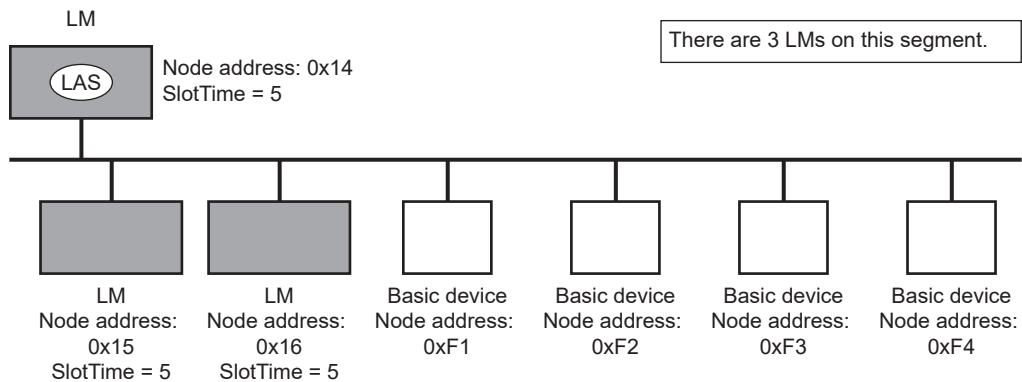 LM
There are 3 LMs on this segment.
LAS
Node address: 0x14
SlotTime = 5
LM
Node address:
0x15
SlotTime = 5
LM
Node address:
0x16
SlotTime = 5
Basic device
Node address:
0xF1
Basic device
Node address:
0xF2
Basic device
Node address:
0xF3
Basic device
Node address:
0xF4